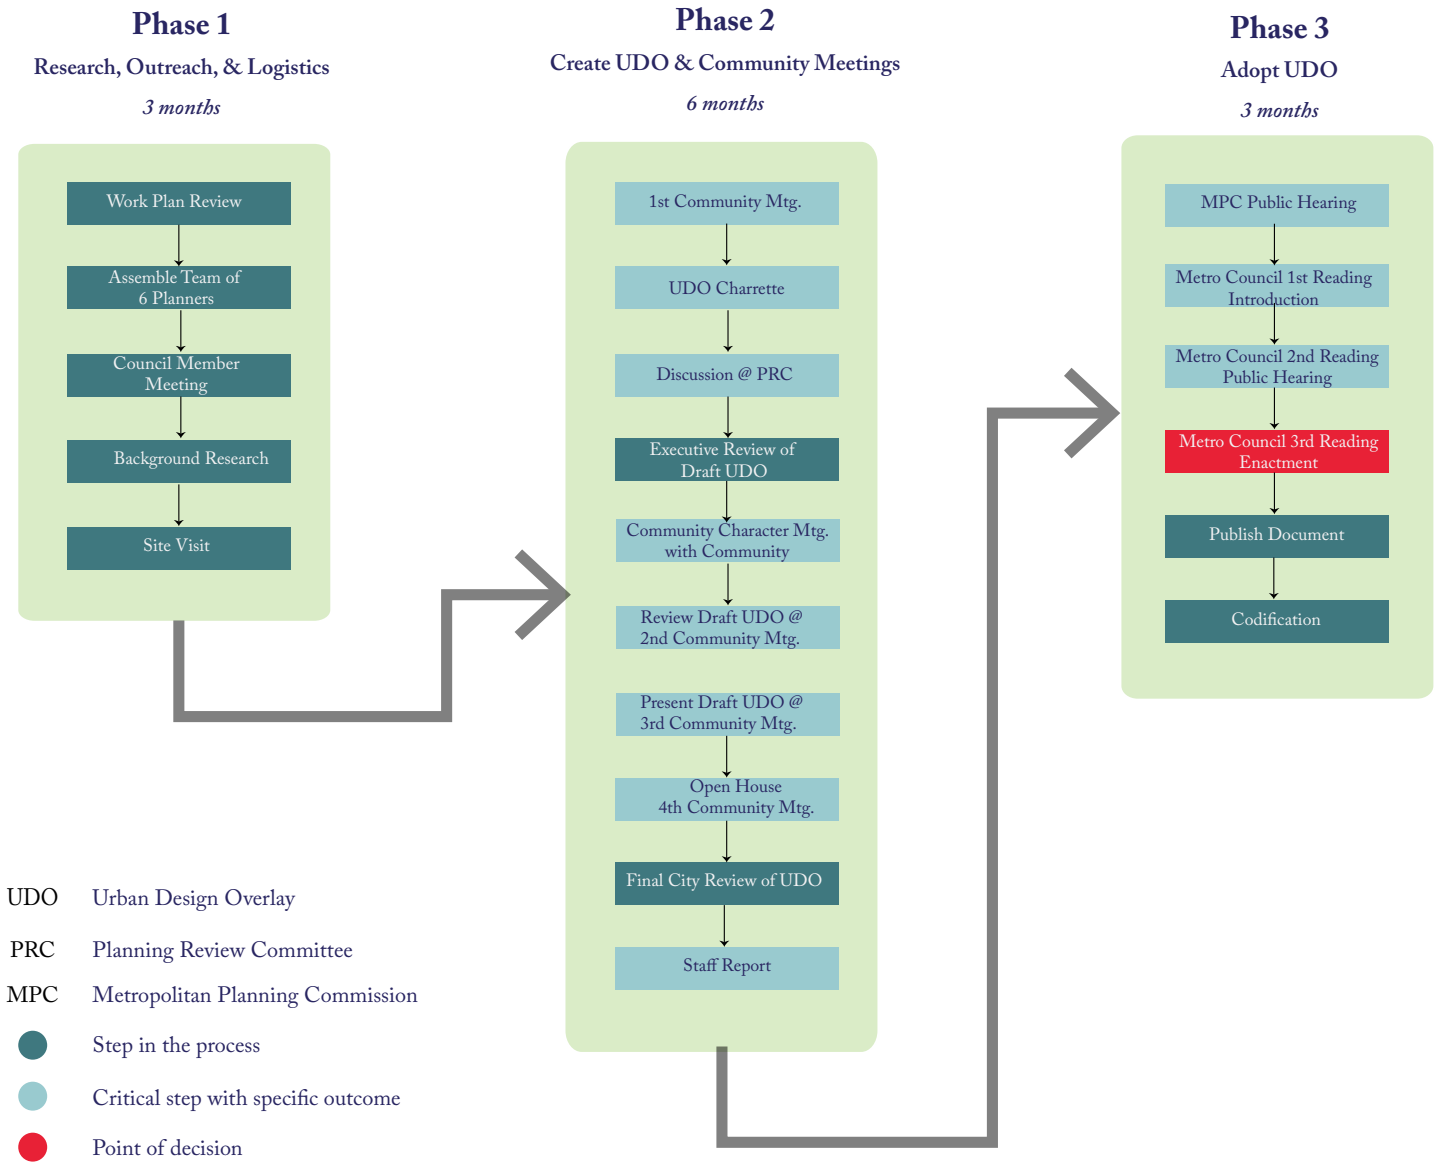 Phase 1
Research, Outreach, & Logistics
3 months
Work Plan Review
Assemble Team of
6 Planners
Council Member
Meeting
Background Research
Site Visit
Phase 2
Create UDO & Community Meetings
6 months
1st Community Mtg.
UDO Charrette
Discussion @ PRC
Executive Review of
Draft UDO
Community Character Mtg.
with Community
Review Draft UDO @
2nd Community Mtg.
Present Draft UDO @
3rd Community Mtg.
Open House
4th Community Mtg.
Final City Review of UDO
Staff Report
Phase 3
Adopt UDO
3 months
MPC Public Hearing
Metro Council 1st Reading
Introduction
Metro Council 2nd Reading
Public Hearing
Metro Council 3rd Reading
Enactment
Publish Document
Codification
UDO Urban Design Overlay
PRC Planning Review Committee
MPC Metropolitan Planning Commission
Step in the process
Critical step with specific outcome
Point of decision